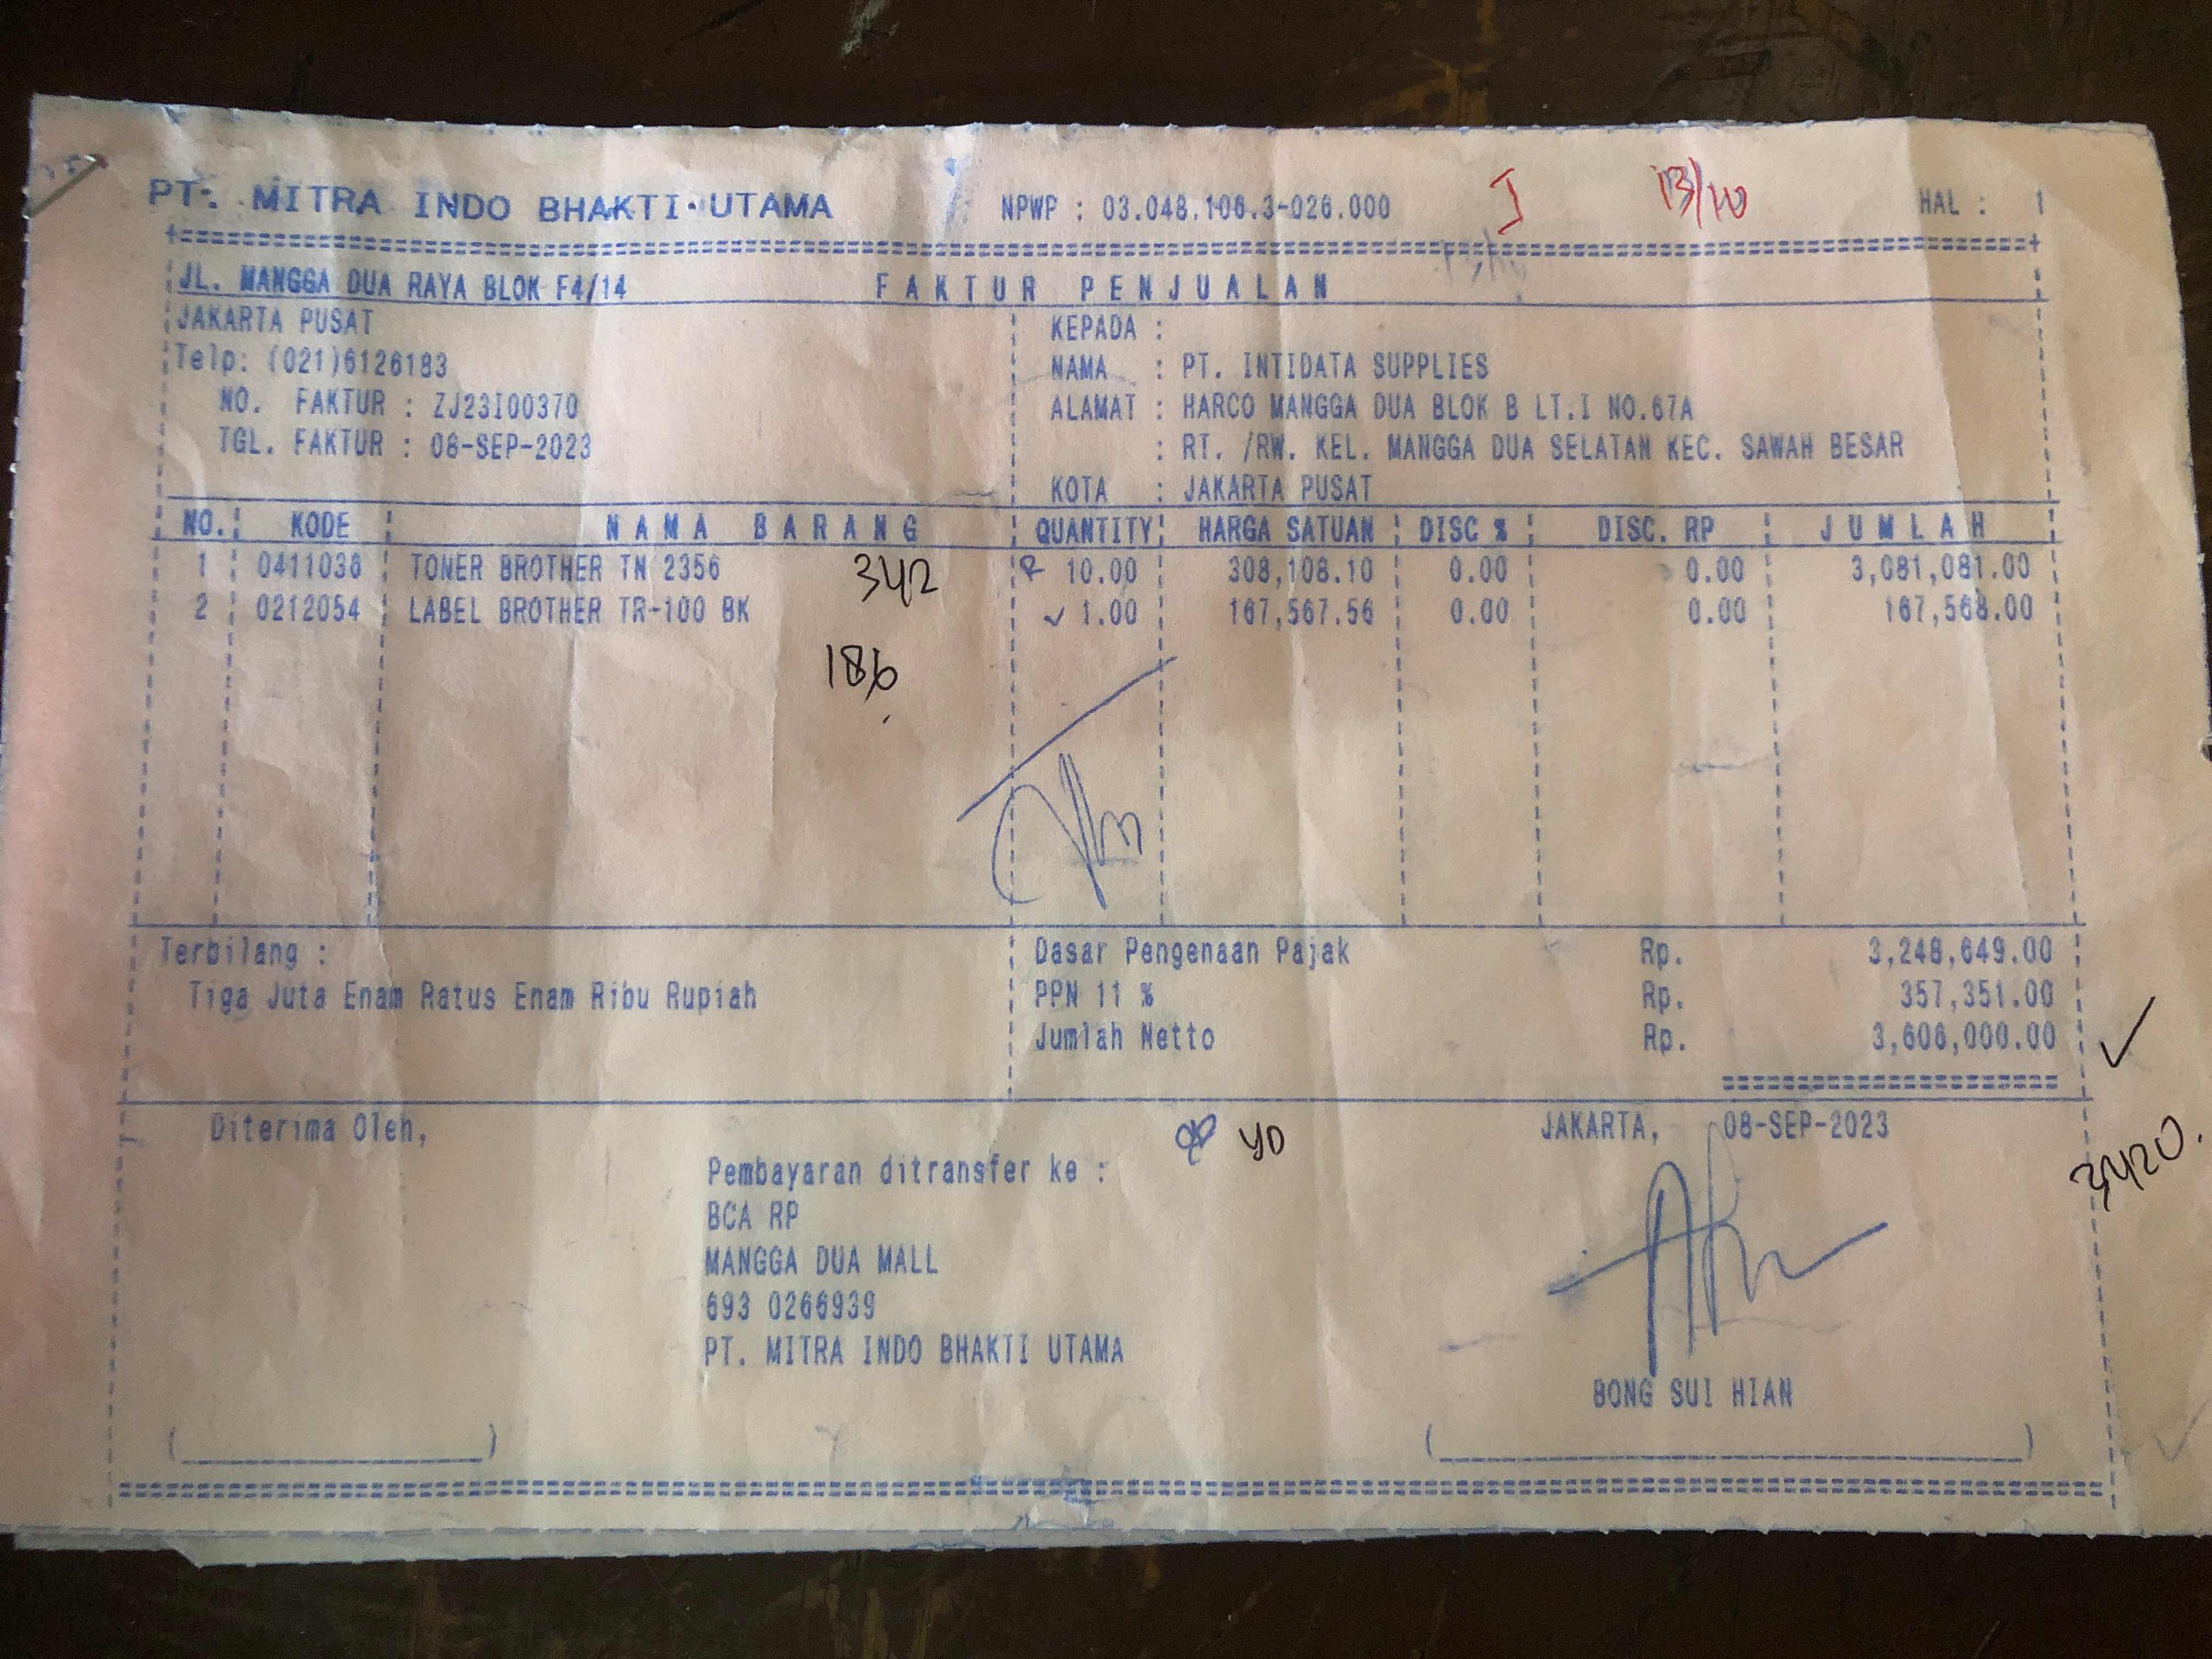 PT. MITRA INDO BHAKTI UTAMA NPWP : 03.048.106.3-026.000 I 13/10 HAL : 1
JL. MANGGA DUA RAYA BLOK F4/14 FAKTUR PENJUALAN
JAKARTA PUSAT KEPADA :
Telp: (021)6126183 NAMA : PT. INTIDATA SUPPLIES
NO. FAKTUR : ZJ23I00370 ALAMAT : HARCO MANGGA DUA BLOK B LT.I NO.67A
TGL. FAKTUR : 08-SEP-2023 : RT. /RW. KEL. MANGGA DUA SELATAN KEC. SAWAH BESAR
KOTA : JAKARTA PUSAT
NO. KODE NAMA BARANG QUANTITY HARGA SATUAN DISC % DISC. RP JUMLAH
1 0411038 TONER BROTHER TN 2356 342 10.00 308,108.10 0.00 0.00 3,081,081.00
2 0212054 LABEL BROTHER TR-100 BK 1.00 167,567.56 0.00 0.00 167,568.00
186
Terbilang : Dasar Pengenaan Pajak Rp. 3,248,649.00
Tiga Juta Enam Ratus Enam Ribu Rupiah PPN 11 % Rp. 357,351.00
Jumlah Netto Rp. 3,606,000.00
Diterima Oleh, JAKARTA, 08-SEP-2023
3420.
Pembayaran ditransfer ke :
BCA RP
MANGGA DUA MALL
693 0266939
PT. MITRA INDO BHAKTI UTAMA
BONG SUI HIAN